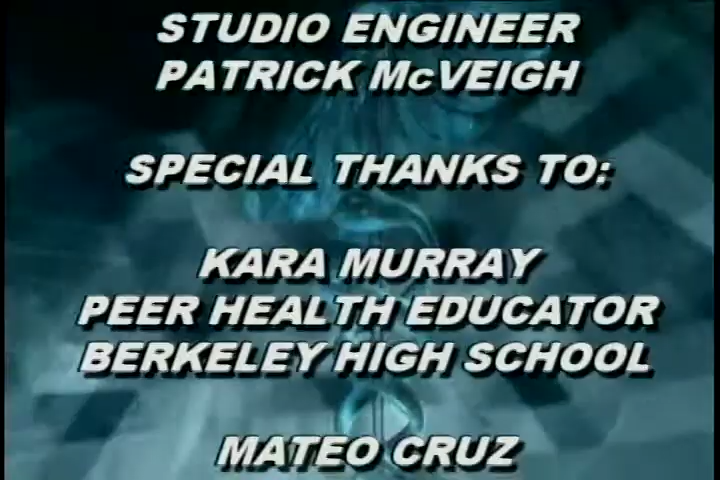 STUDIO ENGINEER
PATRICK McVEIGH
SPECIAL THANKS TO:
KARA MURRAY
PEER HEALTH EDUCATOR
BERKELEY HIGH SCHOOL
MATEO CRUZ